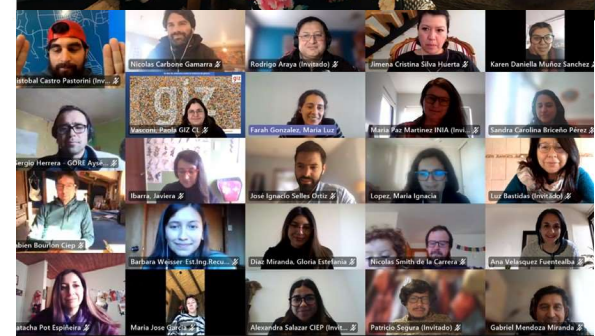 ristobal Castro Pastorini (Inv...
Nicolas Carbone Gamarra
Rodrigo Araya (Invitado)
Jimena Cristina Silva Huerta
Karen Daniella Muñoz Sanchez
Sergio Herrera - GORE Aysé...
giz
Vasconi, Paola GIZ CL
Farah Gonzalez, Maria Luz
Maria Paz Martinez INIA (Invi...
Sandra Carolina Briceño Pérez
Ibarra, Javiera
José Ignacio Selles Ortiz
Lopez, Maria Ignacia
Luz Bastidas (Invitado)
abien Bourlon Ciep
Barbara Weisser Est.Ing.Recu...
Diaz Miranda, Gloria Estefania
Nicolas Smith de la Carrera
Ana Velasquez Fuentealba
atacha Pot Espiñeira
Maria Jose Garcia
Alexandra Salazar CIEP (Invit...
Patricio Segura (Invitado)
Gabriel Mendoza Miranda